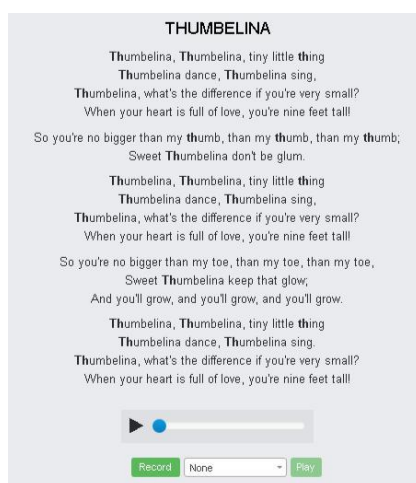 THUMBELINA
Thumbelina, Thumbelina, tiny little thing
Thumbelina dance, Thumbelina sing,
Thumbelina, what's the difference if you're very small?
When your heart is full of love, you're nine feet tall!
So you're no bigger than my thumb, than my thumb, than my thumb;
Sweet Thumbelina don't be glum.
Thumbelina, Thumbelina, tiny little thing
Thumbelina dance, Thumbelina sing,
Thumbelina, what's the difference if you're very small?
When your heart is full of love, you're nine feet tall!
So you're no bigger than my toe, than my toe, than my toe,
Sweet Thumbelina keep that glow;
And you'll grow, and you'll grow, and you'll grow.
Thumbelina, Thumbelina, tiny little thing
Thumbelina dance, Thumbelina sing.
Thumbelina, what's the difference if you're very small?
When your heart is full of love, you're nine feet tall!
Record None Play